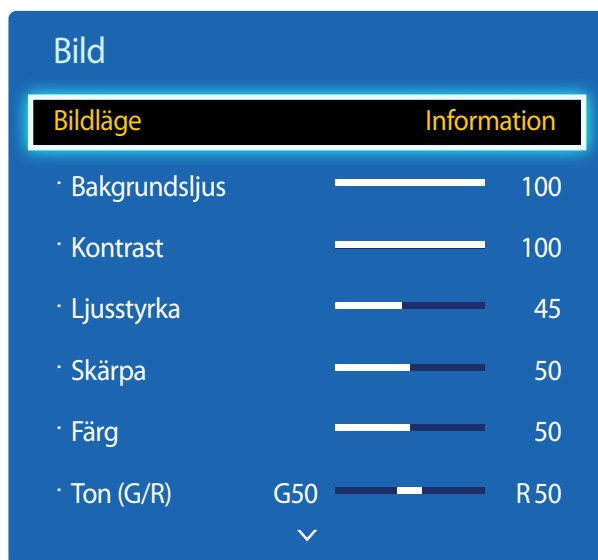 Bild
Bildläge Information
· Bakgrundsljus 100
· Kontrast 100
· Ljusstyrka 45
· Skärpa 50
· Färg 50
· Ton (G/R) G50 R50